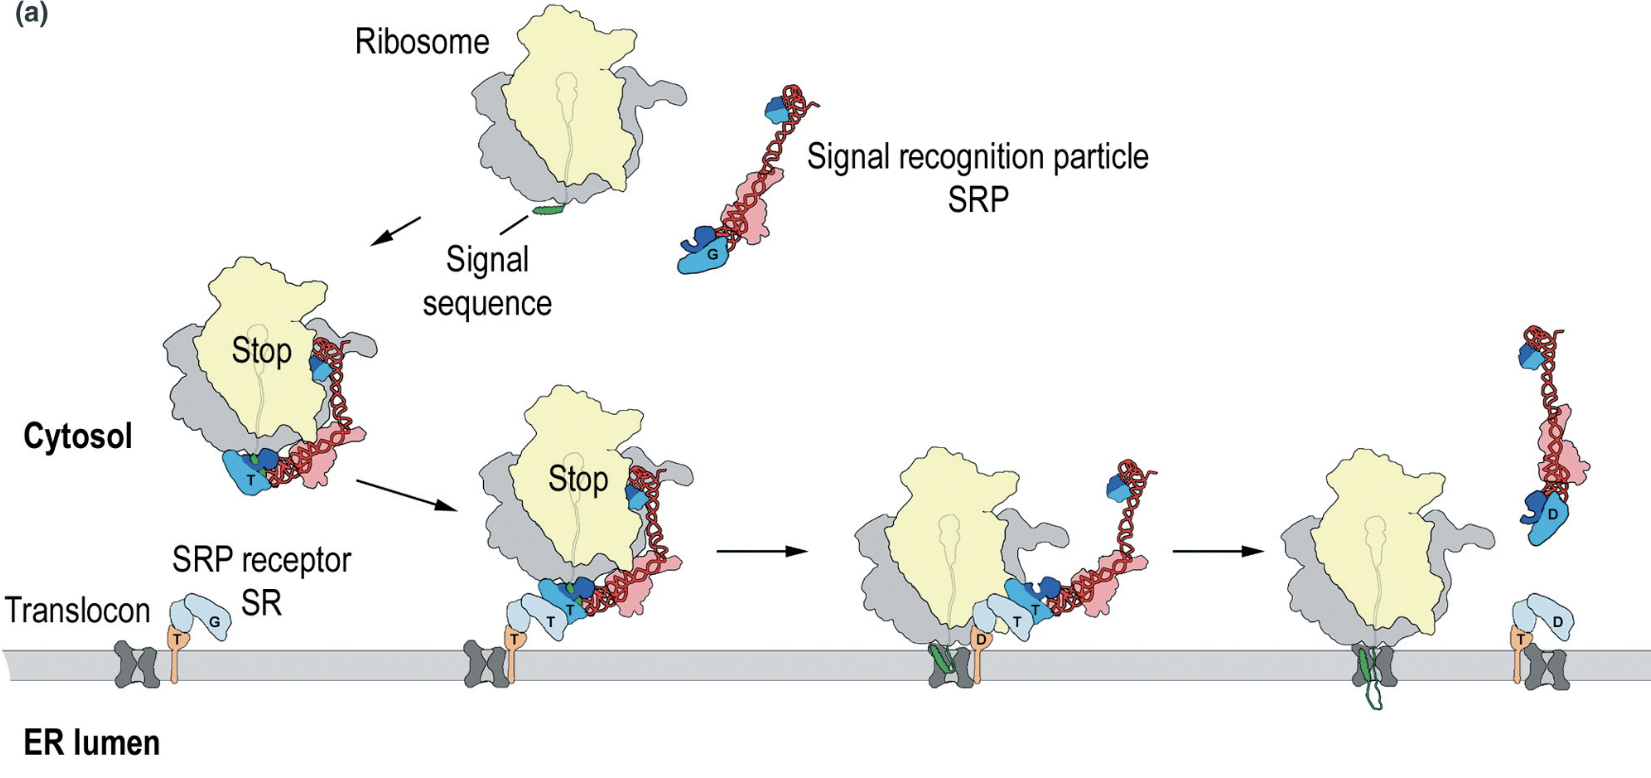 (a)
Ribosome
Signal recognition particle
SRP
G
Signal
sequence
Stop
T
Cytosol
Stop
T
SRP receptor
SR
Translocon
T
G
T
T
D
T
T
D
T
D
ER lumen